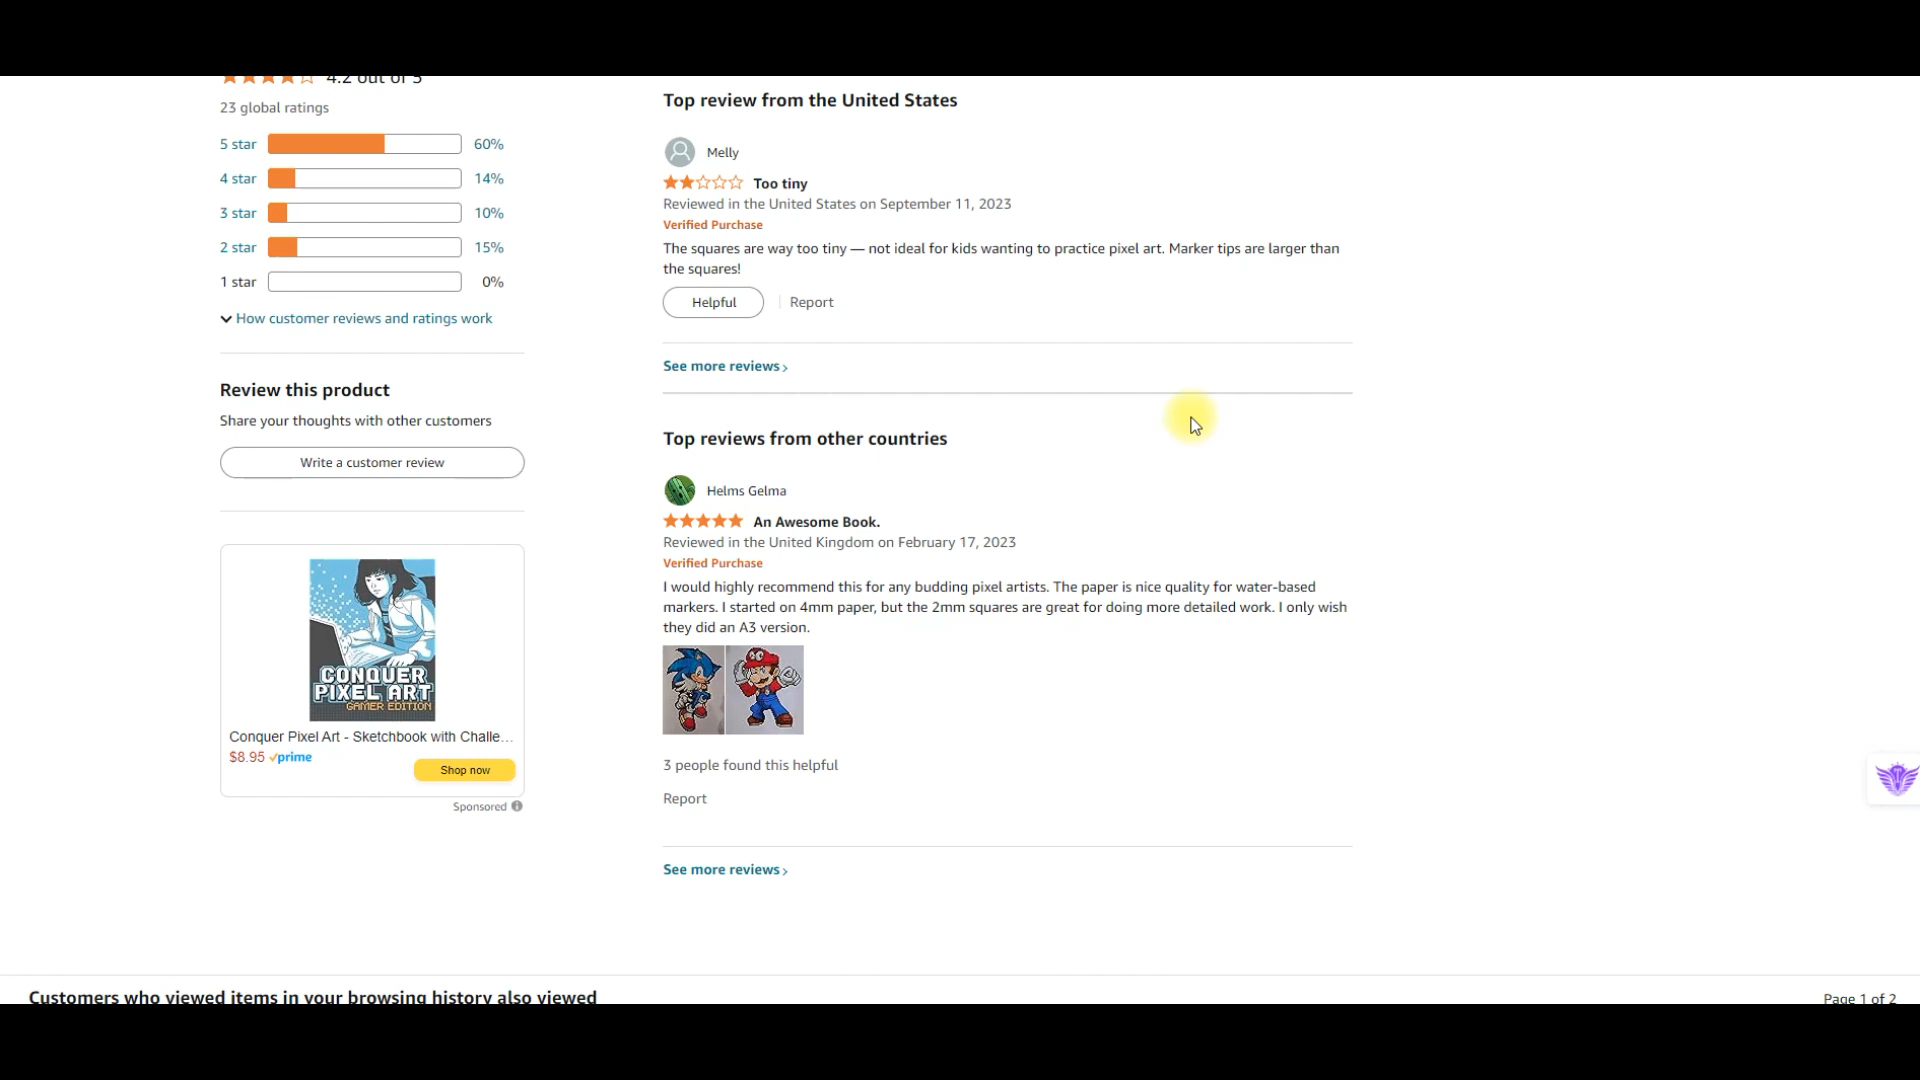 4.2 out of 5
23 global ratings
5 star 60%
4 star 14%
3 star 10%
2 star 15%
1 star 0%
How customer reviews and ratings work
Review this product
Share your thoughts with other customers
Write a customer review
CONQUER
PIXEL ART
GAMER EDITION
Conquer Pixel Art - Sketchbook with Challe...
$8.95 prime
Shop now
Sponsored
Top review from the United States
Melly
Too tiny
Reviewed in the United States on September 11, 2023
Verified Purchase
The squares are way too tiny — not ideal for kids wanting to practice pixel art. Marker tips are larger than
the squares!
Helpful | Report
See more reviews ›
Top reviews from other countries
Helms Gelma
An Awesome Book.
Reviewed in the United Kingdom on February 17, 2023
Verified Purchase
I would highly recommend this for any budding pixel artists. The paper is nice quality for water-based
markers. I started on 4mm paper, but the 2mm squares are great for doing more detailed work. I only wish
they did an A3 version.
3 people found this helpful
Report
See more reviews ›
Customers who viewed items in your browsing history also viewed
Page 1 of 2